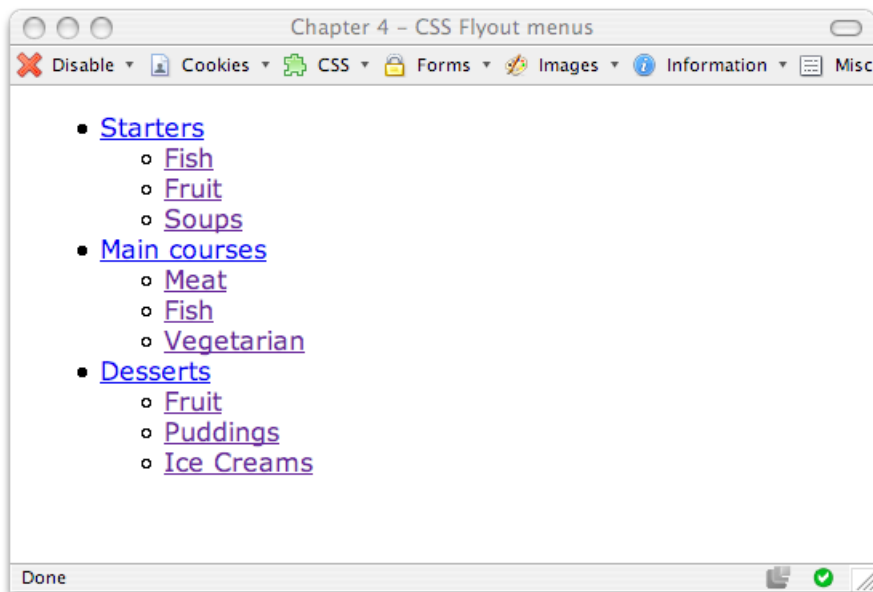 Chapter 4 – CSS Flyout menus
Disable Cookies CSS Forms Images Information Misc
Starters
Fish
Fruit
Soups
Main courses
Meat
Fish
Vegetarian
Desserts
Fruit
Puddings
Ice Creams
Done